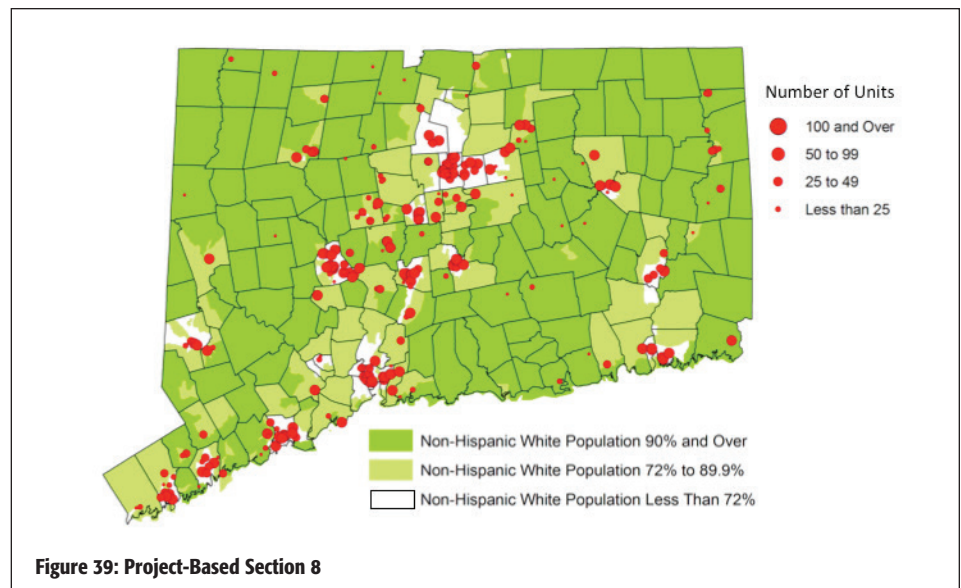 Number of Units
100 and Over
50 to 99
25 to 49
Less than 25
Non-Hispanic White Population 90% and Over
Non-Hispanic White Population 72% to 89.9%
Non-Hispanic White Population Less Than 72%
Figure 39: Project-Based Section 8